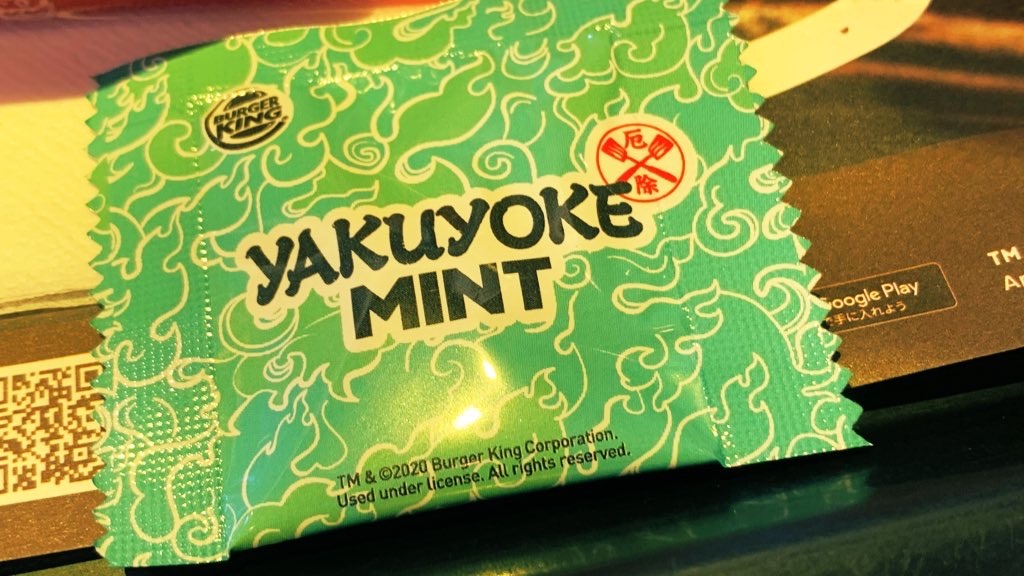 BURGER
KING
厄
除
YAKUYOKE
MINT
TM & ©2020 Burger King Corporation.
Used under license. All rights reserved.
Google Play
手に入れよう
TM